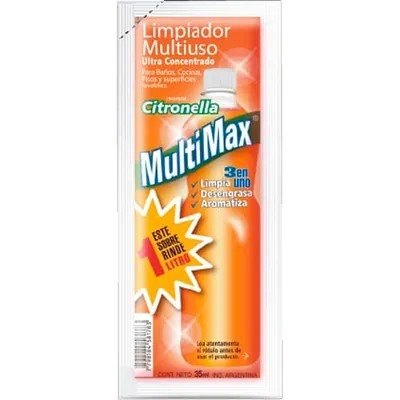 Limpiador
Multiuso
Ultra Concentrado
Para Baños, Cocinas,
Pisos y superficies
lavables.
Citronella
MultiMax®
3 en
uno
Limpia
Desengrasa
Aromatiza
1
ESTE
SOBRE
RINDE
LITRO
Lea atentamente
el rótulo antes de
usar el producto.
CONT. NETO 35 IND. ARGENTINA